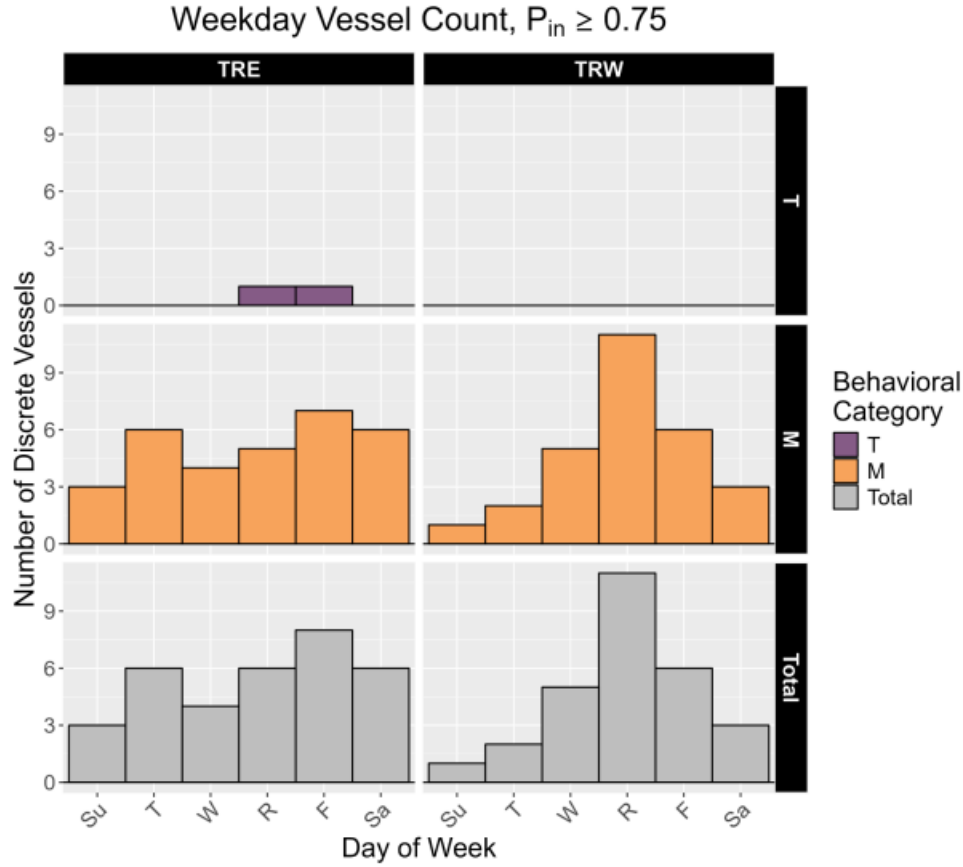 Weekday Vessel Count, Pin ≥ 0.75
TRE
TRW
9
6
3
0
T
9
6
3
0
M
9
6
3
0
Total
Number of Discrete Vessels
Su T W R F Sa
Su T W R F Sa
Day of Week
Behavioral
Category
T
M
Total